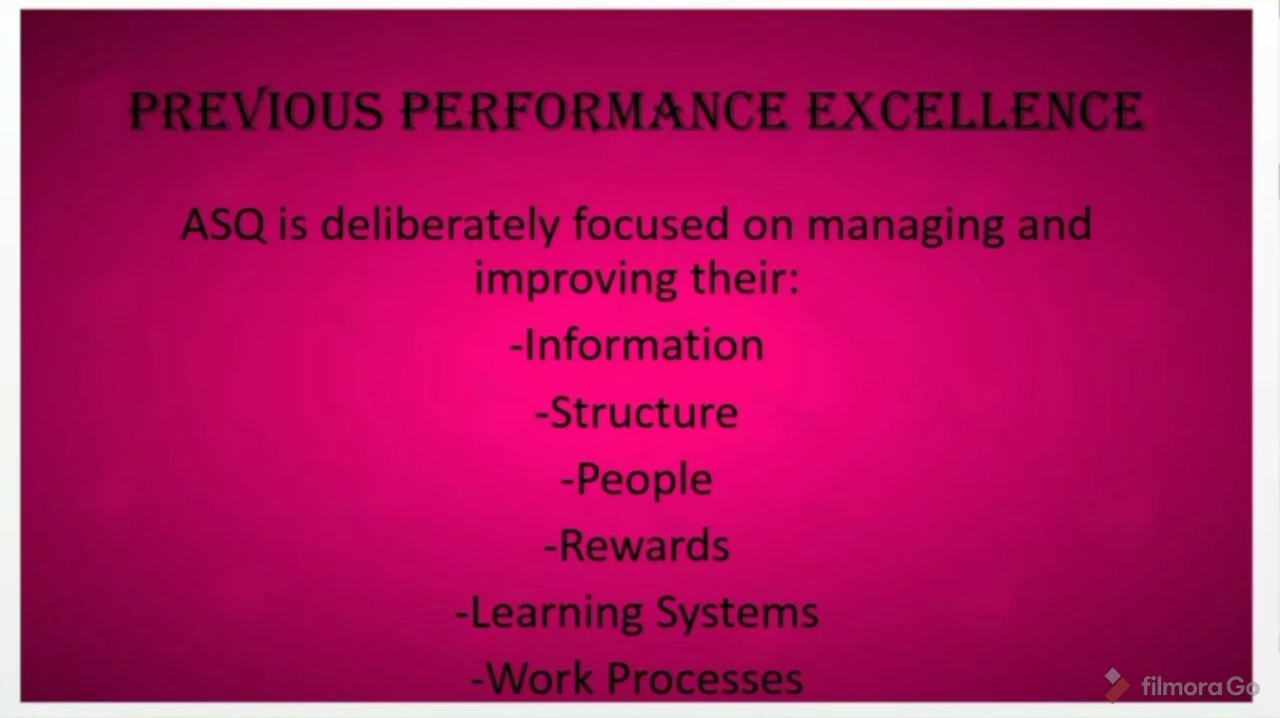 PREVIOUS PERFORMANCE EXCELLENCE
ASQ is deliberately focused on managing and
improving their:
-Information
-Structure
-People
-Rewards
-Learning Systems
-Work Processes
filmoraGo